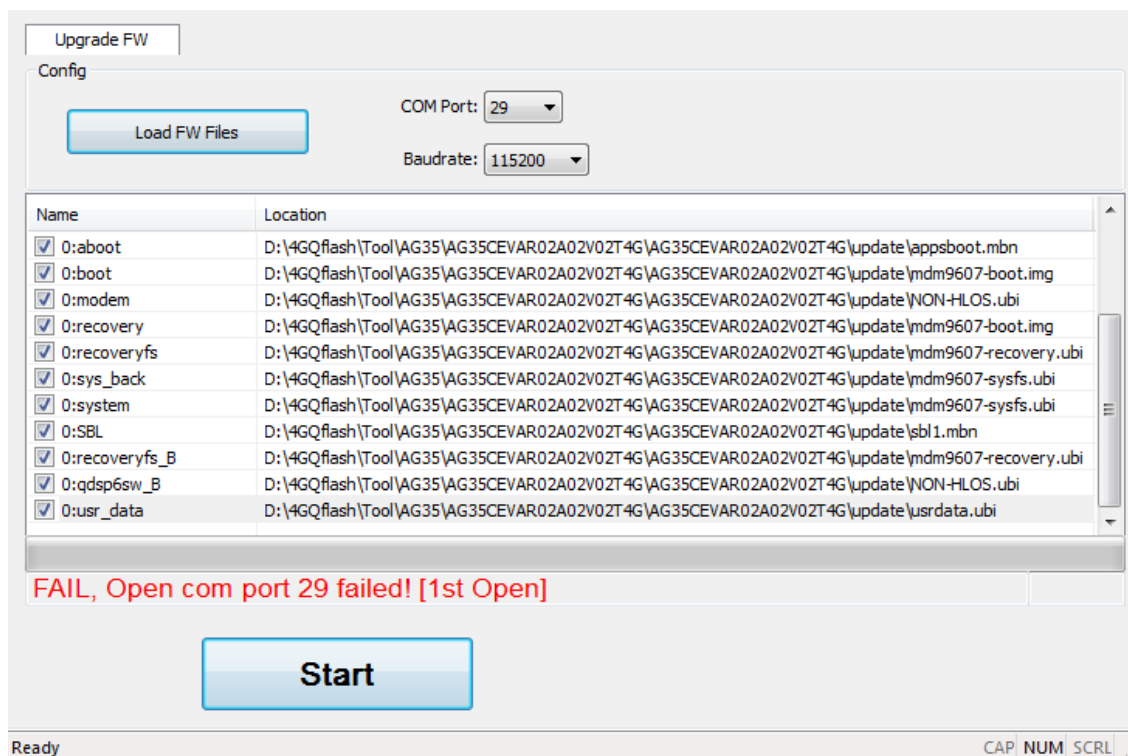 Upgrade FW
Config
Load FW Files
COM Port: 29
Baudrate: 115200
Name Location
0:aboot D:\4GQflash\Tool\AG35\AG35CEVAR02A02V02T4G\AG35CEVAR02A02V02T4G\update\appsboot.mbn
0:boot D:\4GQflash\Tool\AG35\AG35CEVAR02A02V02T4G\AG35CEVAR02A02V02T4G\update\mdm9607-boot.img
0:modem D:\4GQflash\Tool\AG35\AG35CEVAR02A02V02T4G\AG35CEVAR02A02V02T4G\update\NON-HLOS.ubi
0:recovery D:\4GQflash\Tool\AG35\AG35CEVAR02A02V02T4G\AG35CEVAR02A02V02T4G\update\mdm9607-boot.img
0:recoveryfs D:\4GQflash\Tool\AG35\AG35CEVAR02A02V02T4G\AG35CEVAR02A02V02T4G\update\mdm9607-recovery.ubi
0:sys_back D:\4GQflash\Tool\AG35\AG35CEVAR02A02V02T4G\AG35CEVAR02A02V02T4G\update\mdm9607-sysfs.ubi
0:system D:\4GQflash\Tool\AG35\AG35CEVAR02A02V02T4G\AG35CEVAR02A02V02T4G\update\mdm9607-sysfs.ubi
0:SBL D:\4GQflash\Tool\AG35\AG35CEVAR02A02V02T4G\AG35CEVAR02A02V02T4G\update\sbl1.mbn
0:recoveryfs_B D:\4GQflash\Tool\AG35\AG35CEVAR02A02V02T4G\AG35CEVAR02A02V02T4G\update\mdm9607-recovery.ubi
0:qdsp6sw_B D:\4GQflash\Tool\AG35\AG35CEVAR02A02V02T4G\AG35CEVAR02A02V02T4G\update\NON-HLOS.ubi
0:usr_data D:\4GQflash\Tool\AG35\AG35CEVAR02A02V02T4G\AG35CEVAR02A02V02T4G\update\usrdata.ubi
FAIL, Open com port 29 failed! [1st Open]
Start
Ready CAP NUM SCRL